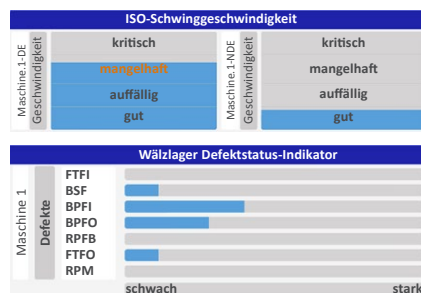 ISO-Schwinggeschwindigkeit
Maschine.1-DE
Geschwindigkeit
kritisch
mangelhaft
auffällig
gut
Maschine.1-NDE
Geschwindigkeit
kritisch
mangelhaft
auffällig
gut
Wälzlager Defektstatus-Indikator
Maschine 1
Defekte
FTFI
BSF
BPFI
BPFO
RPFB
FTFO
RPM
schwach
stark